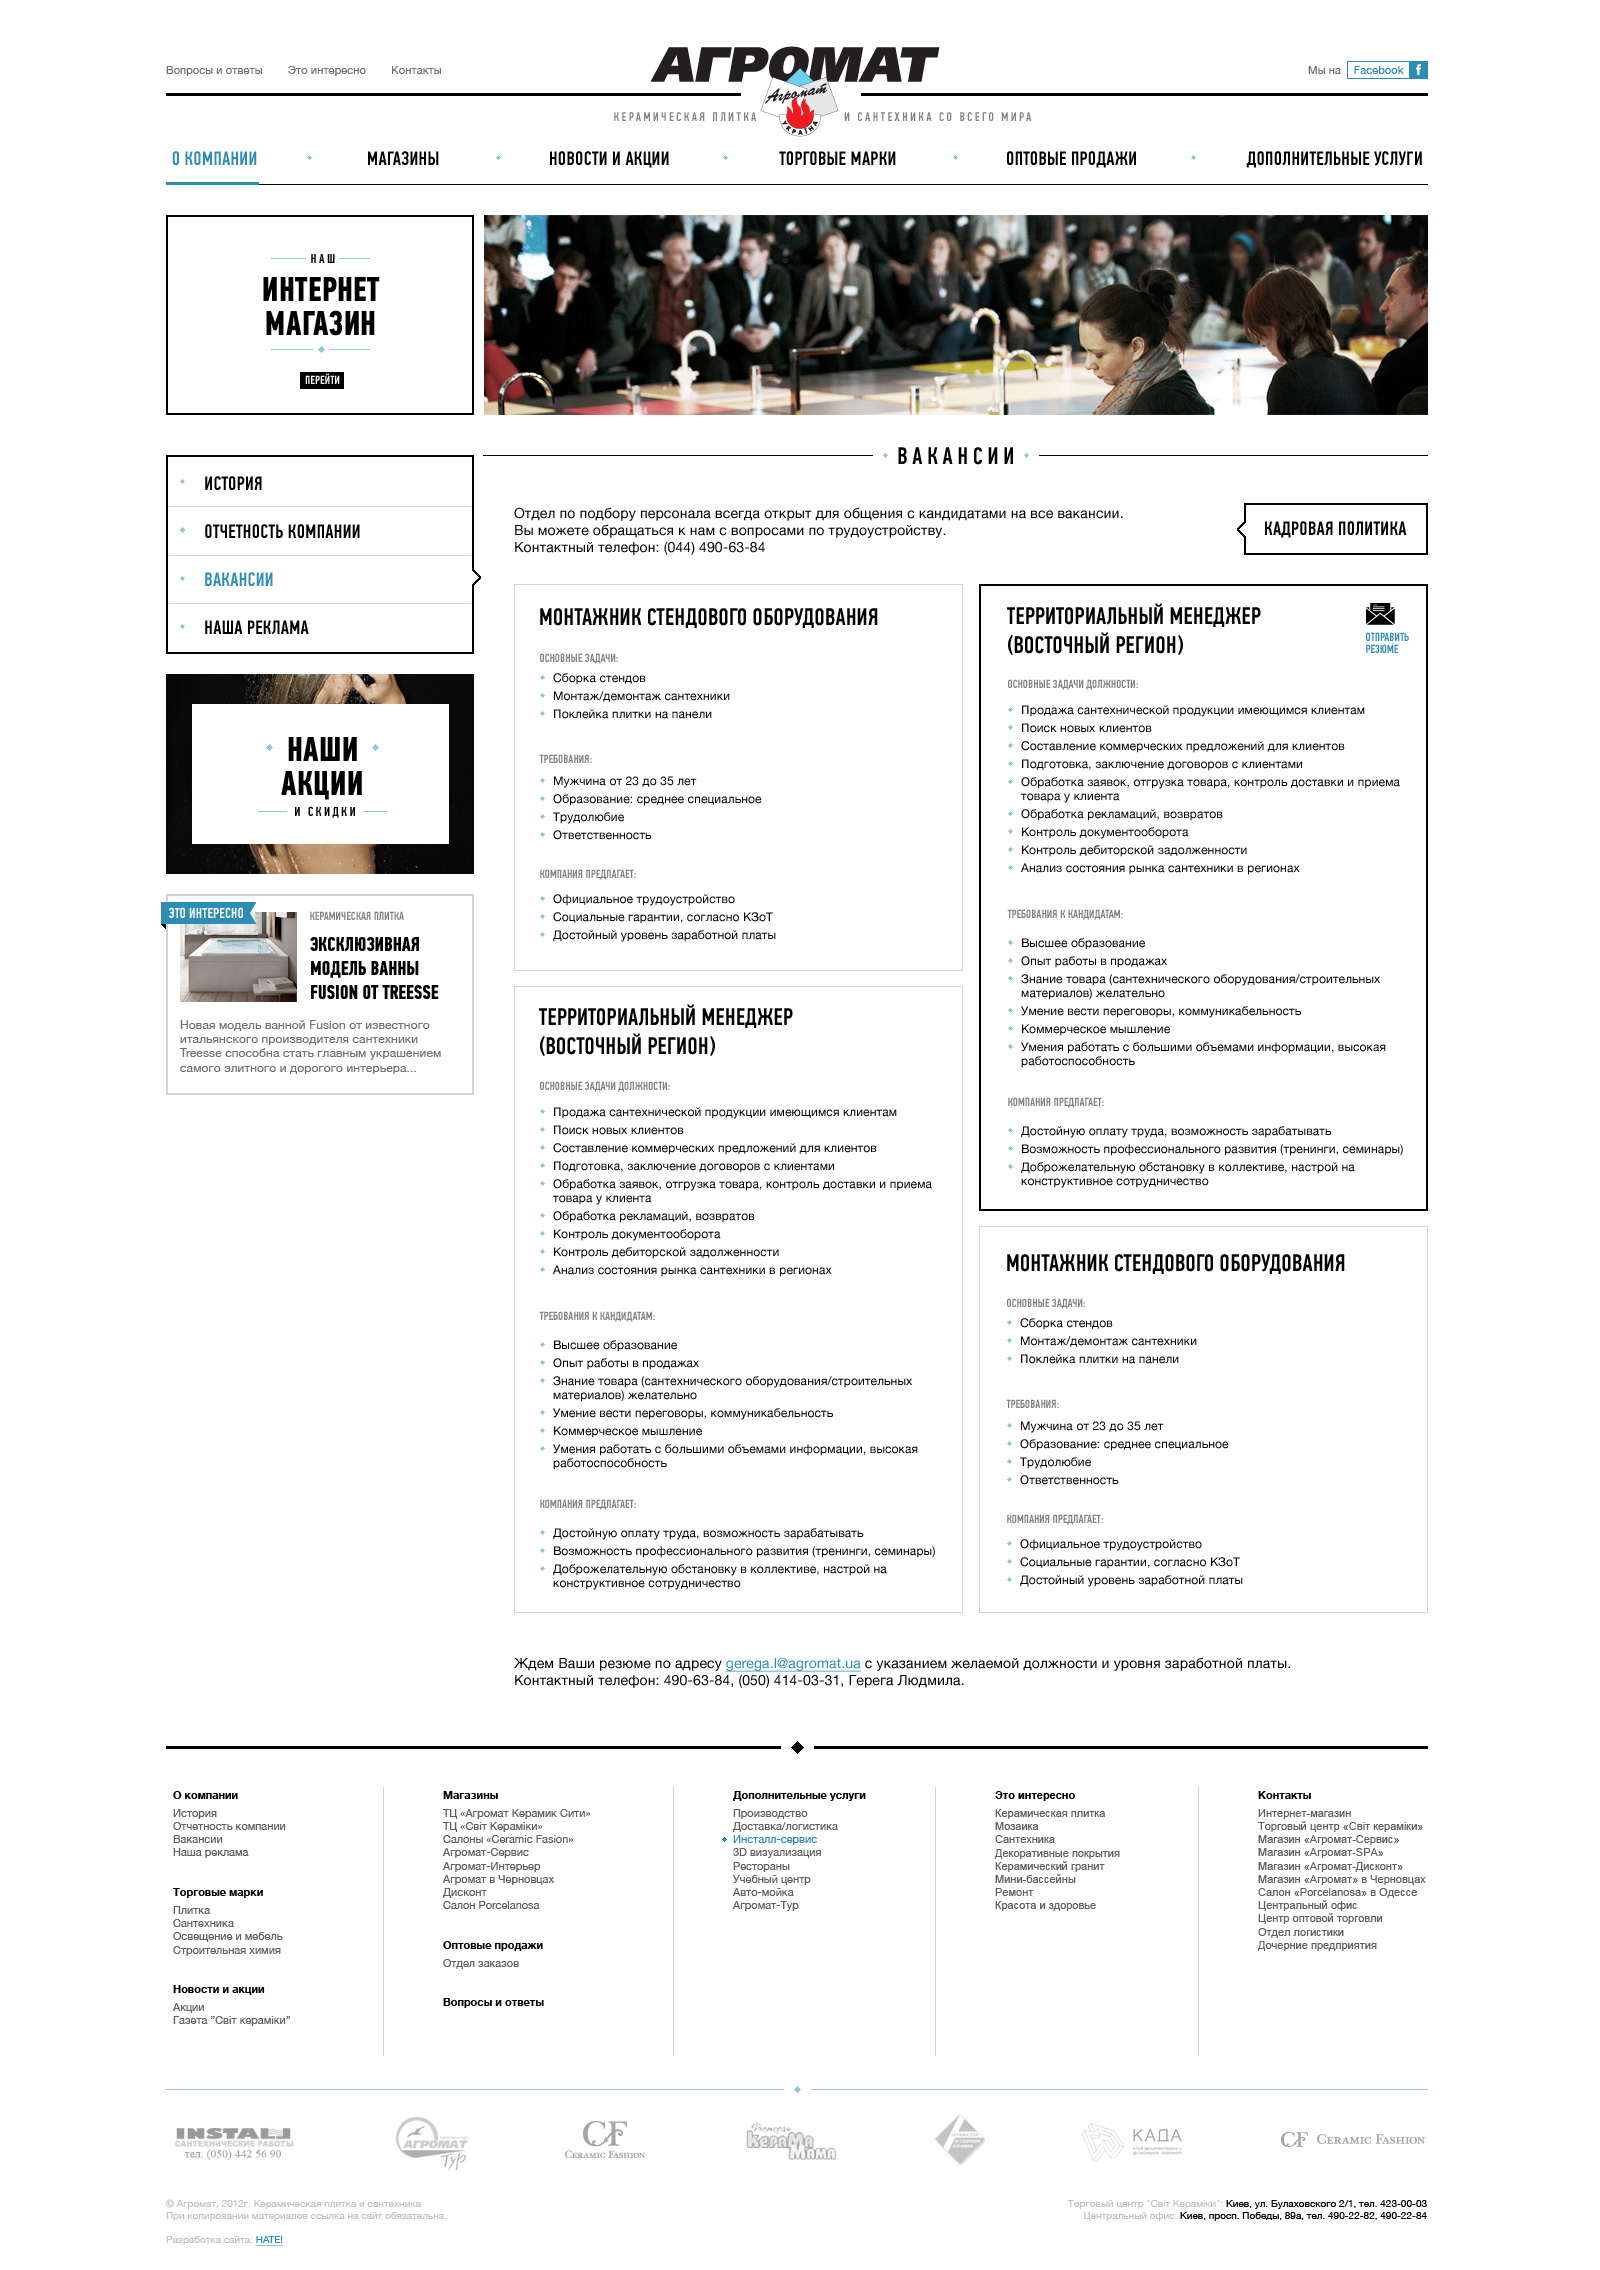 Вопросы и ответы
Это интересно
Контакты
АГРОМАТ
Агромат
УКРАЇНА
Мы на Facebook f
КЕРАМИЧЕСКАЯ ПЛИТКА И САНТЕХНИКА СО ВСЕГО МИРА
О КОМПАНИИ
МАГАЗИНЫ
НОВОСТИ И АКЦИИ
ТОРГОВЫЕ МАРКИ
ОПТОВЫЕ ПРОДАЖИ
ДОПОЛНИТЕЛЬНЫЕ УСЛУГИ
НАШ
ИНТЕРНЕТ
МАГАЗИН
ПЕРЕЙТИ
ИСТОРИЯ
ОТЧЕТНОСТЬ КОМПАНИИ
ВАКАНСИИ
НАША РЕКЛАМА
НАШИ
АКЦИИ
И СКИДКИ
ЭТО ИНТЕРЕСНО
КЕРАМИЧЕСКАЯ ПЛИТКА
ЭКСКЛЮЗИВНАЯ
МОДЕЛЬ ВАННЫ
FUSION ОТ TREESSE
Новая модель ванной Fusion от известного
итальянского производителя сантехники
Treesse способна стать главным украшением
самого элитного и дорогого интерьера...
ВАКАНСИИ
Отдел по подбору персонала всегда открыт для общения с кандидатами на все вакансии.
Вы можете обращаться к нам с вопросами по трудоустройству.
Контактный телефон: (044) 490-63-84
КАДРОВАЯ ПОЛИТИКА
МОНТАЖНИК СТЕНДОВОГО ОБОРУДОВАНИЯ
ОСНОВНЫЕ ЗАДАЧИ:
Сборка стендов
Монтаж/демонтаж сантехники
Поклейка плитки на панели
ТРЕБОВАНИЯ:
Мужчина от 23 до 35 лет
Образование: среднее специальное
Трудолюбие
Ответственность
КОМПАНИЯ ПРЕДЛАГАЕТ:
Официальное трудоустройство
Социальные гарантии, согласно КЗоТ
Достойный уровень заработной платы
ТЕРРИТОРИАЛЬНЫЙ МЕНЕДЖЕР
(ВОСТОЧНЫЙ РЕГИОН)
ОСНОВНЫЕ ЗАДАЧИ ДОЛЖНОСТИ:
Продажа сантехнической продукции имеющимся клиентам
Поиск новых клиентов
Составление коммерческих предложений для клиентов
Подготовка, заключение договоров с клиентами
Обработка заявок, отгрузка товара, контроль доставки и приема
товара у клиента
Обработка рекламаций, возвратов
Контроль документооборота
Контроль дебиторской задолженности
Анализ состояния рынка сантехники в регионах
ТРЕБОВАНИЯ К КАНДИДАТАМ:
Высшее образование
Опыт работы в продажах
Знание товара (сантехнического оборудования/строительных
материалов) желательно
Умение вести переговоры, коммуникабельность
Коммерческое мышление
Умения работать с большими объемами информации, высокая
работоспособность
КОМПАНИЯ ПРЕДЛАГАЕТ:
Достойную оплату труда, возможность зарабатывать
Возможность профессионального развития (тренинги, семинары)
Доброжелательную обстановку в коллективе, настрой на
конструктивное сотрудничество
ТЕРРИТОРИАЛЬНЫЙ МЕНЕДЖЕР
(ВОСТОЧНЫЙ РЕГИОН)
ОТПРАВИТЬ
РЕЗЮМЕ
ОСНОВНЫЕ ЗАДАЧИ ДОЛЖНОСТИ:
Продажа сантехнической продукции имеющимся клиентам
Поиск новых клиентов
Составление коммерческих предложений для клиентов
Подготовка, заключение договоров с клиентами
Обработка заявок, отгрузка товара, контроль доставки и приема
товара у клиента
Обработка рекламаций, возвратов
Контроль документооборота
Контроль дебиторской задолженности
Анализ состояния рынка сантехники в регионах
ТРЕБОВАНИЯ К КАНДИДАТАМ:
Высшее образование
Опыт работы в продажах
Знание товара (сантехнического оборудования/строительных
материалов) желательно
Умение вести переговоры, коммуникабельность
Коммерческое мышление
Умения работать с большими объемами информации, высокая
работоспособность
КОМПАНИЯ ПРЕДЛАГАЕТ:
Достойную оплату труда, возможность зарабатывать
Возможность профессионального развития (тренинги, семинары)
Доброжелательную обстановку в коллективе, настрой на
конструктивное сотрудничество
МОНТАЖНИК СТЕНДОВОГО ОБОРУДОВАНИЯ
ОСНОВНЫЕ ЗАДАЧИ:
Сборка стендов
Монтаж/демонтаж сантехники
Поклейка плитки на панели
ТРЕБОВАНИЯ:
Мужчина от 23 до 35 лет
Образование: среднее специальное
Трудолюбие
Ответственность
КОМПАНИЯ ПРЕДЛАГАЕТ:
Официальное трудоустройство
Социальные гарантии, согласно КЗоТ
Достойный уровень заработной платы
Ждем Ваши резюме по адресу gerega.l@agromat.ua с указанием желаемой должности и уровня заработной платы.
Контактный телефон: 490-63-84, (050) 414-03-31, Герега Людмила.
О компании
История
Отчетность компании
Вакансии
Наша реклама
Торговые марки
Плитка
Сантехника
Освещение и мебель
Строительная химия
Новости и акции
Акции
Газета ”Світ кераміки”
Магазины
ТЦ «Агромат Керамик Сити»
ТЦ «Світ Кераміки»
Салоны «Ceramic Fasion»
Агромат-Сервис
Агромат-Интерьер
Агромат в Черновцах
Дисконт
Салон Porcelanosa
Оптовые продажи
Отдел заказов
Вопросы и ответы
Дополнительные услуги
Производство
Доставка/логистика
Инсталл-сервис
3D визуализация
Рестораны
Учебный центр
Авто-мойка
Агромат-Тур
Это интересно
Керамическая плитка
Мозаика
Сантехника
Декоративные покрытия
Керамический гранит
Мини-бассейны
Ремонт
Красота и здоровье
Контакты
Интернет-магазин
Торговый центр «Світ кераміки»
Магазин «Агромат-Сервис»
Магазин «Агромат-SPA»
Магазин «Агромат-Дисконт»
Магазин «Агромат» в Черновцах
Салон «Porcelanosa» в Одессе
Центральный офис
Центр оптовой торговли
Отдел логистики
Дочерние предприятия
INSTALL
САНТЕХНИЧЕСКИЕ РАБОТЫ
тел. (050) 442 56 90
АГРОМАТ
Тур
CF
CERAMIC FASHION
КераМа
Мама
КАДА
CF CERAMIC FASHION
© Агромат, 2012г. Керамическая плитка и сантехника
При копировании материалов ссылка на сайт обязательна.
Разработка сайта: HATE!
Торговый центр "Світ Кераміки": Киев, ул. Булаховского 2/1, тел. 423-00-03
Центральный офис: Киев, просп. Победы, 89а, тел. 490-22-82, 490-22-84